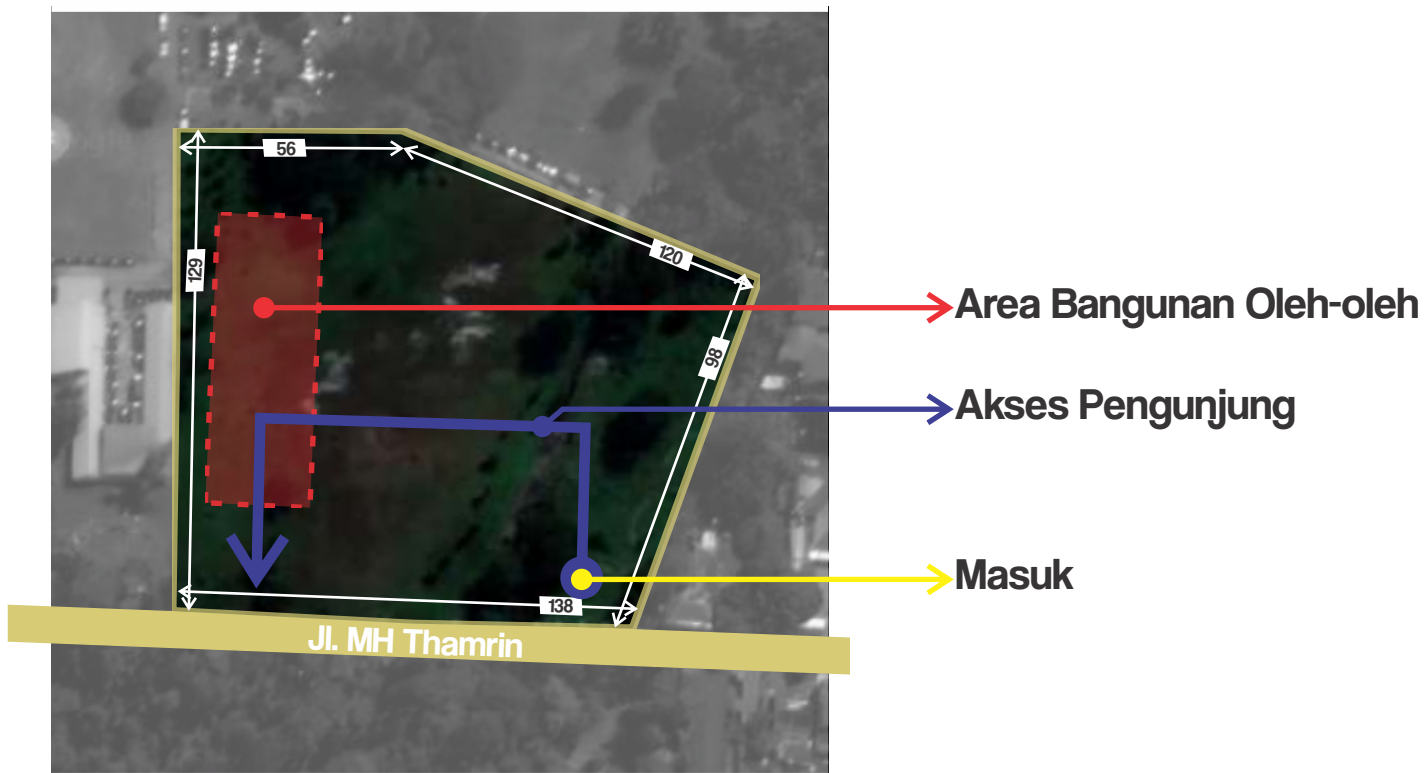 56
120
129
98
Area Bangunan Oleh-oleh
Akses Pengunjung
Masuk
138
Jl. MH Thamrin